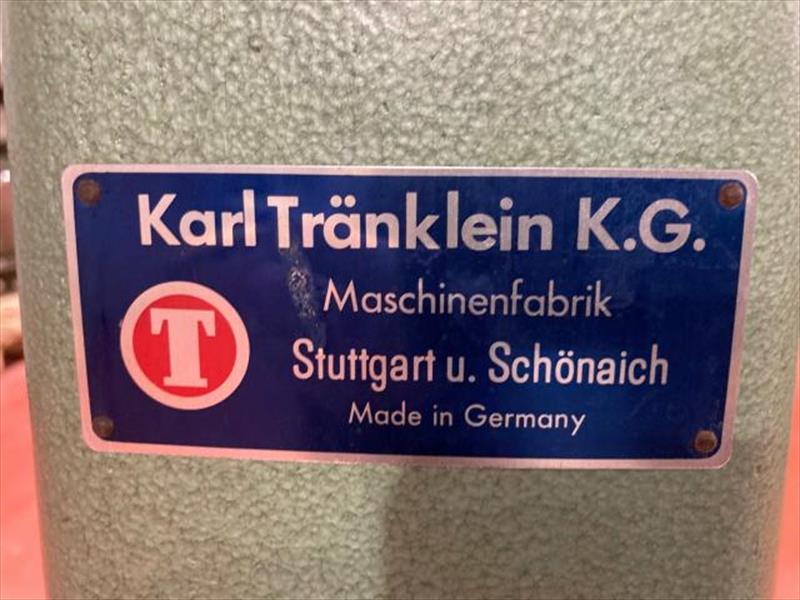 Karl Tränklein K.G.
Maschinenfabrik
T
Stuttgart u. Schönaich
Made in Germany